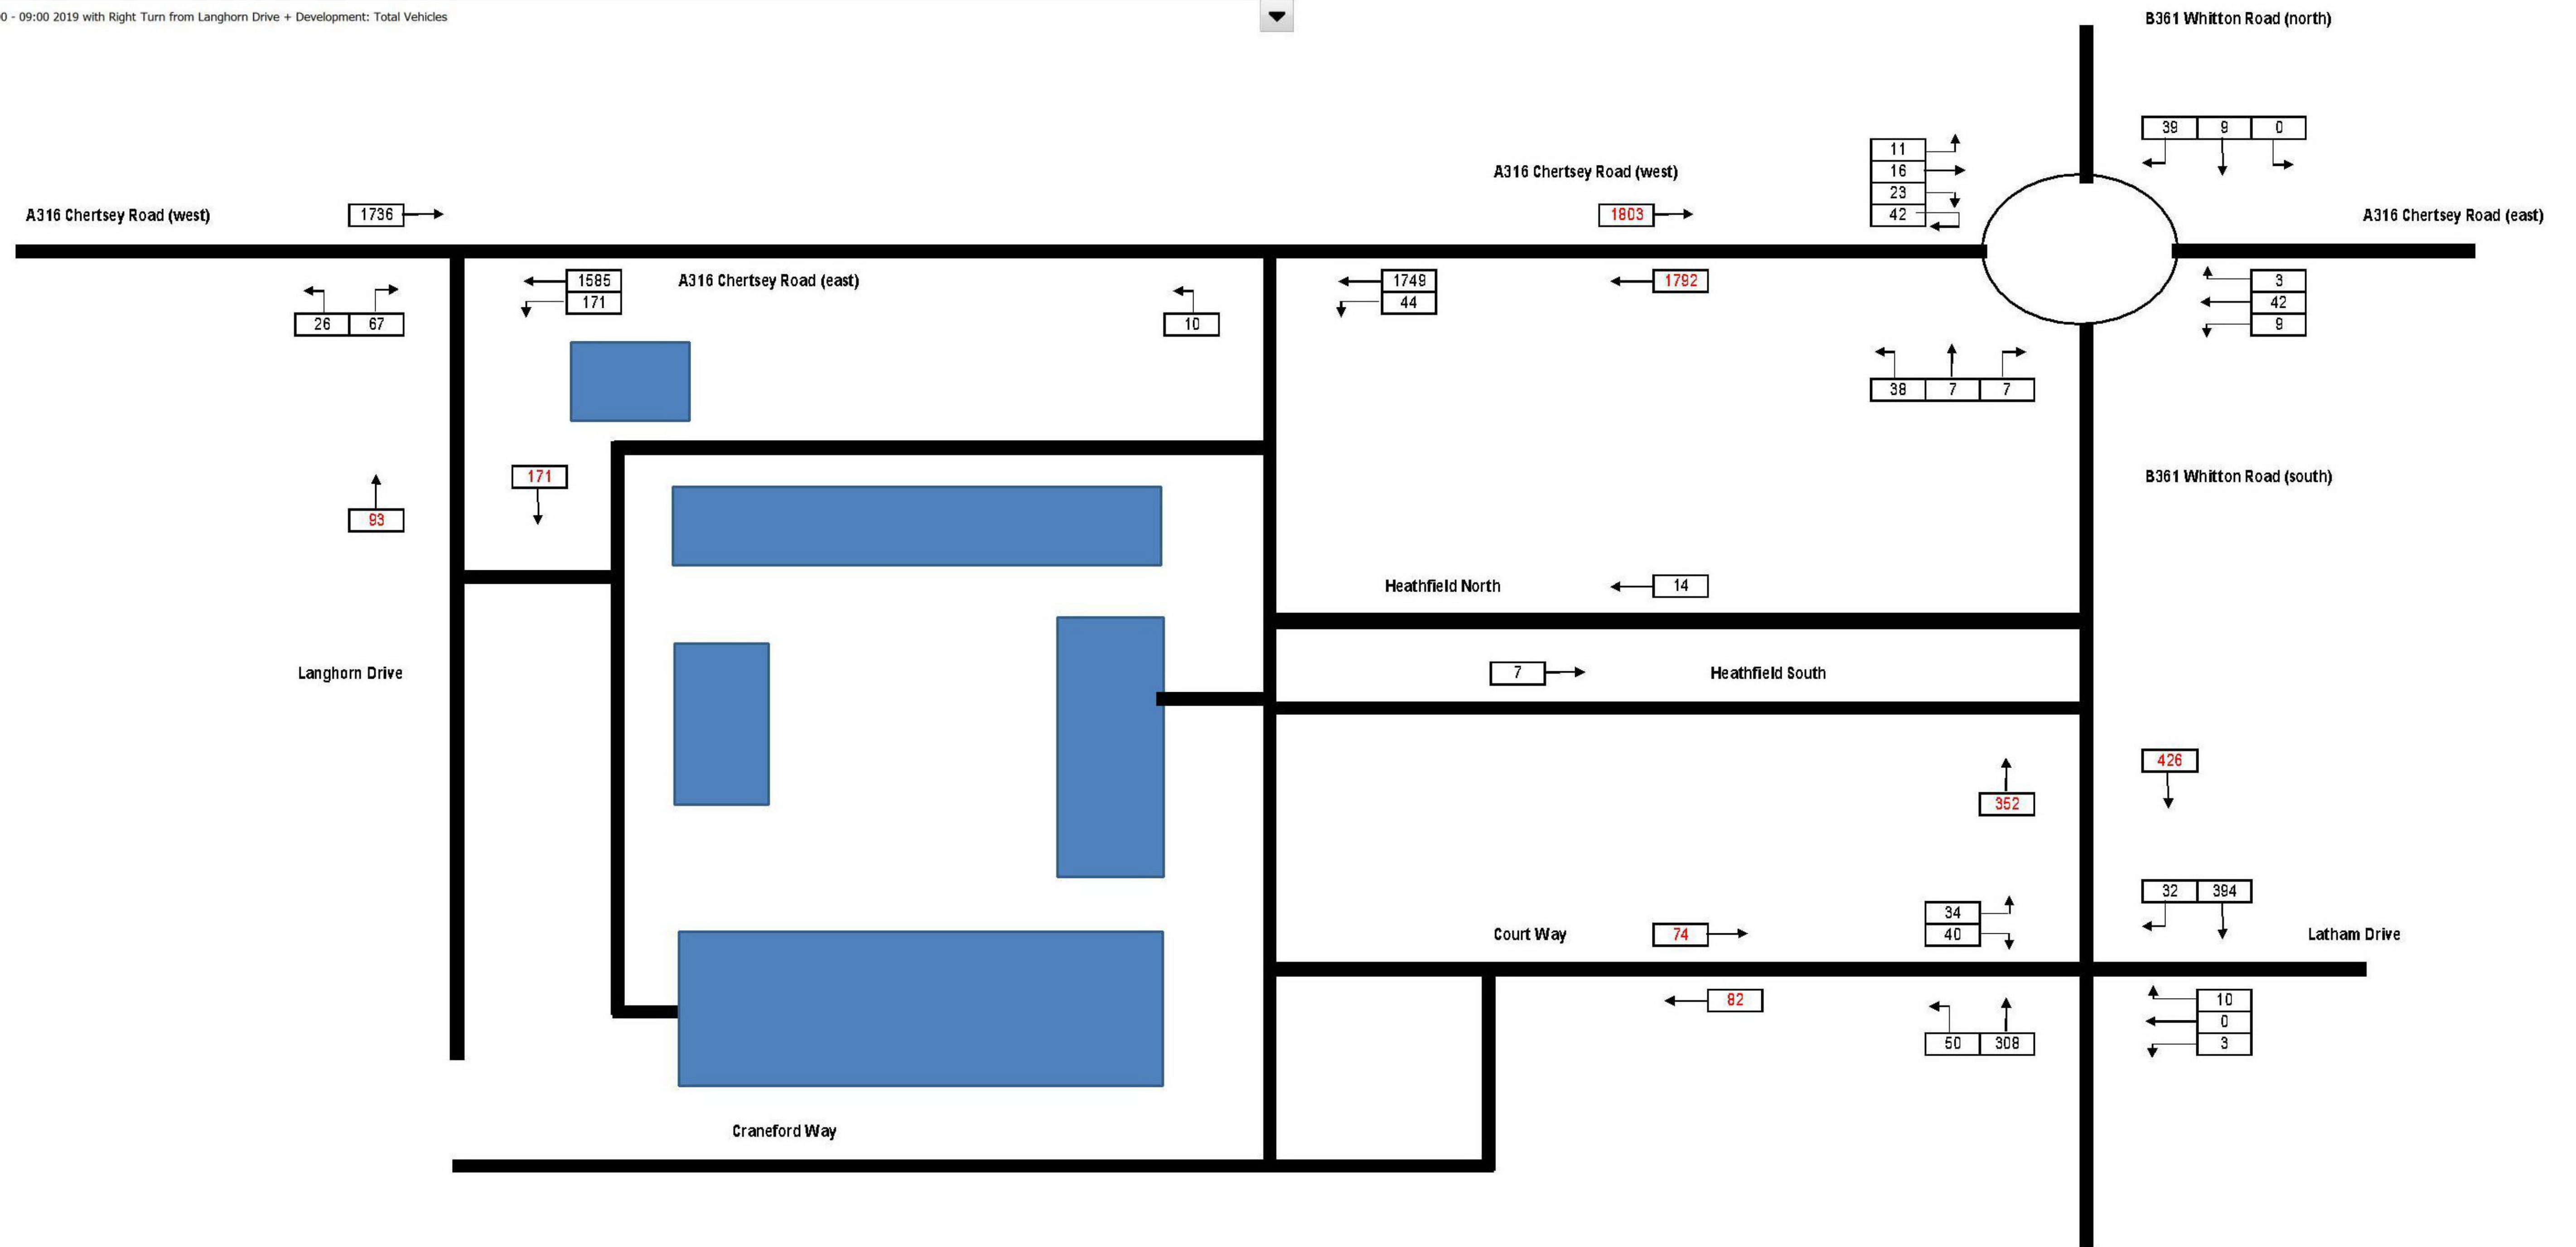 0 - 09:00 2019 with Right Turn from Langhorn Drive + Development: Total Vehicles
B361 Whitton Road (north)
39 9 0
11
16
23
42
A316 Chertsey Road (west)
1803
A316 Chertsey Road (west)
1736
A316 Chertsey Road (east)
1585
171
A316 Chertsey Road (east)
26 67
10
1749
44
1792
3
42
9
38 7 7
171
93
B361 Whitton Road (south)
Heathfield North
14
Langhorn Drive
7
Heathfield South
426
352
32 394
34
40
Court Way
74
Latham Drive
82
50 308
10
0
3
Craneford Way